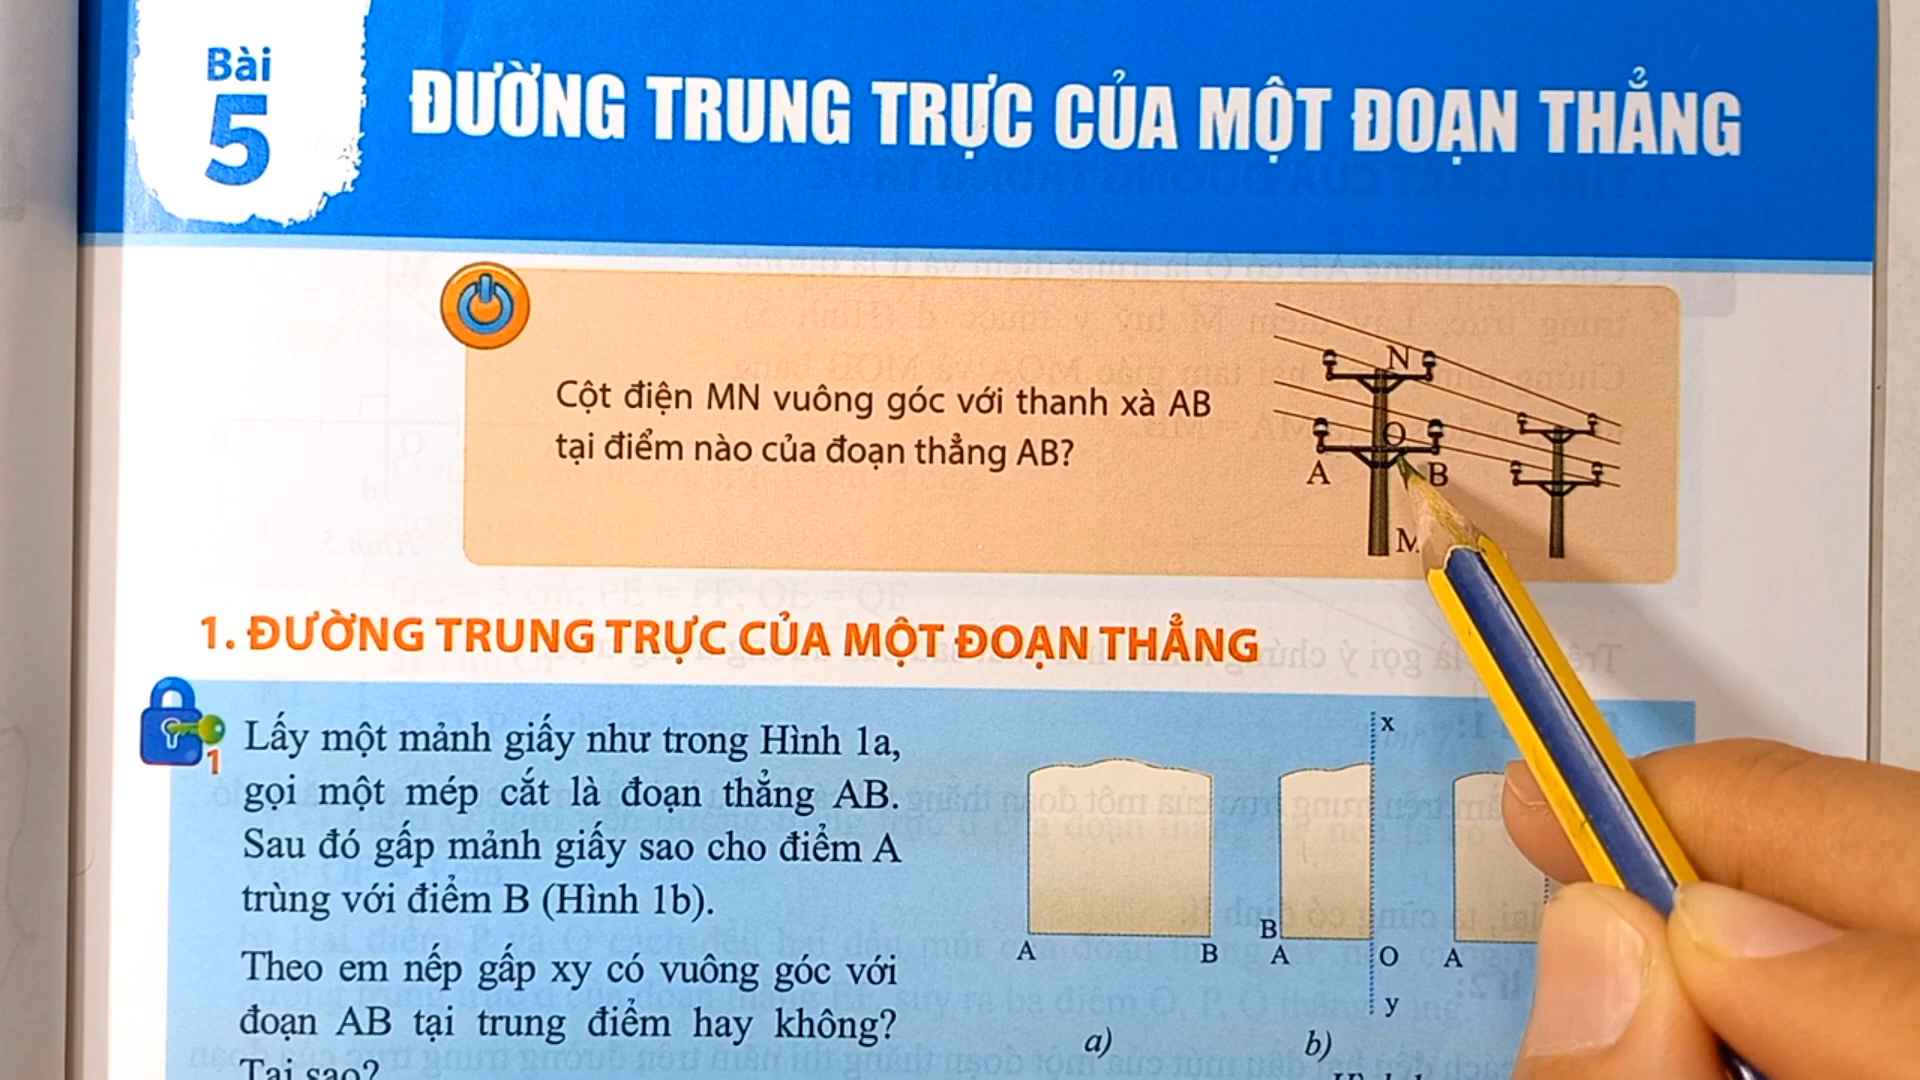 Bài
5
ĐƯỜNG TRUNG TRỰC CỦA MỘT ĐOẠN THẲNG
Cột điện MN vuông góc với thanh xà AB
tại điểm nào của đoạn thẳng AB?
N
O
A
B
M
1. ĐƯỜNG TRUNG TRỰC CỦA MỘT ĐOẠN THẲNG
1
Lấy một mảnh giấy như trong Hình 1a,
gọi một mép cắt là đoạn thẳng AB.
Sau đó gấp mảnh giấy sao cho điểm A
trùng với điểm B (Hình 1b).
Theo em nếp gấp xy có vuông góc với
đoạn AB tại trung điểm hay không?
Tại sao?
x
A
B
B
A
O
A
y
a)
b)